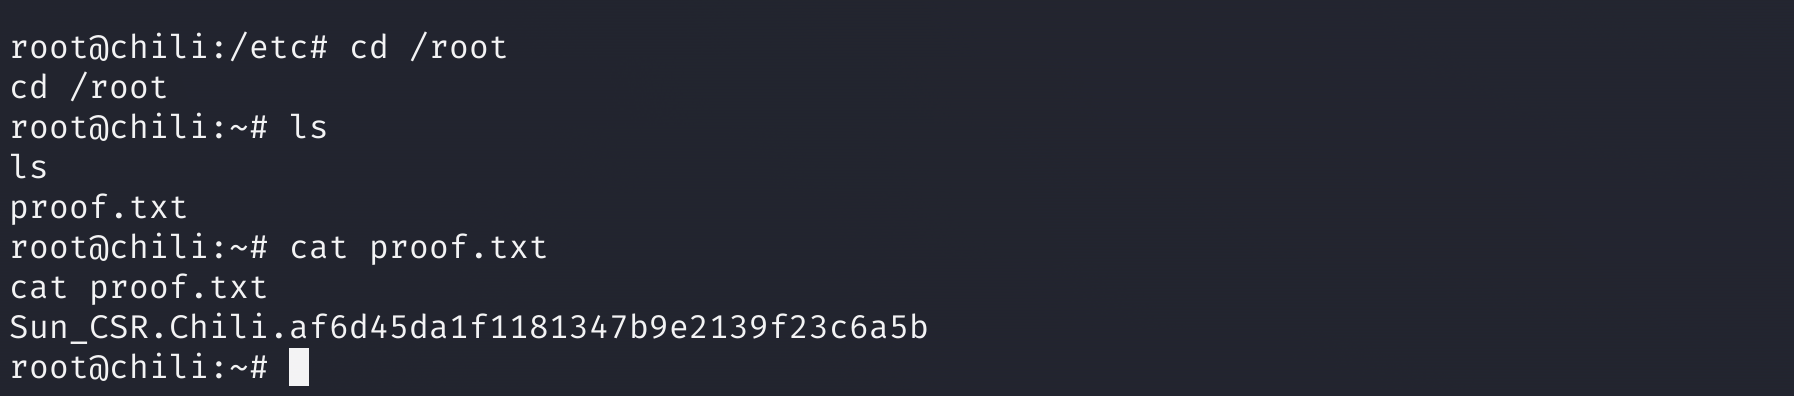 root@chili:/etc# cd /root
cd /root
root@chili:~# ls
ls
proof.txt
root@chili:~# cat proof.txt
cat proof.txt
Sun_CSR.Chili.af6d45da1f1181347b9e2139f23c6a5b
root@chili:~#